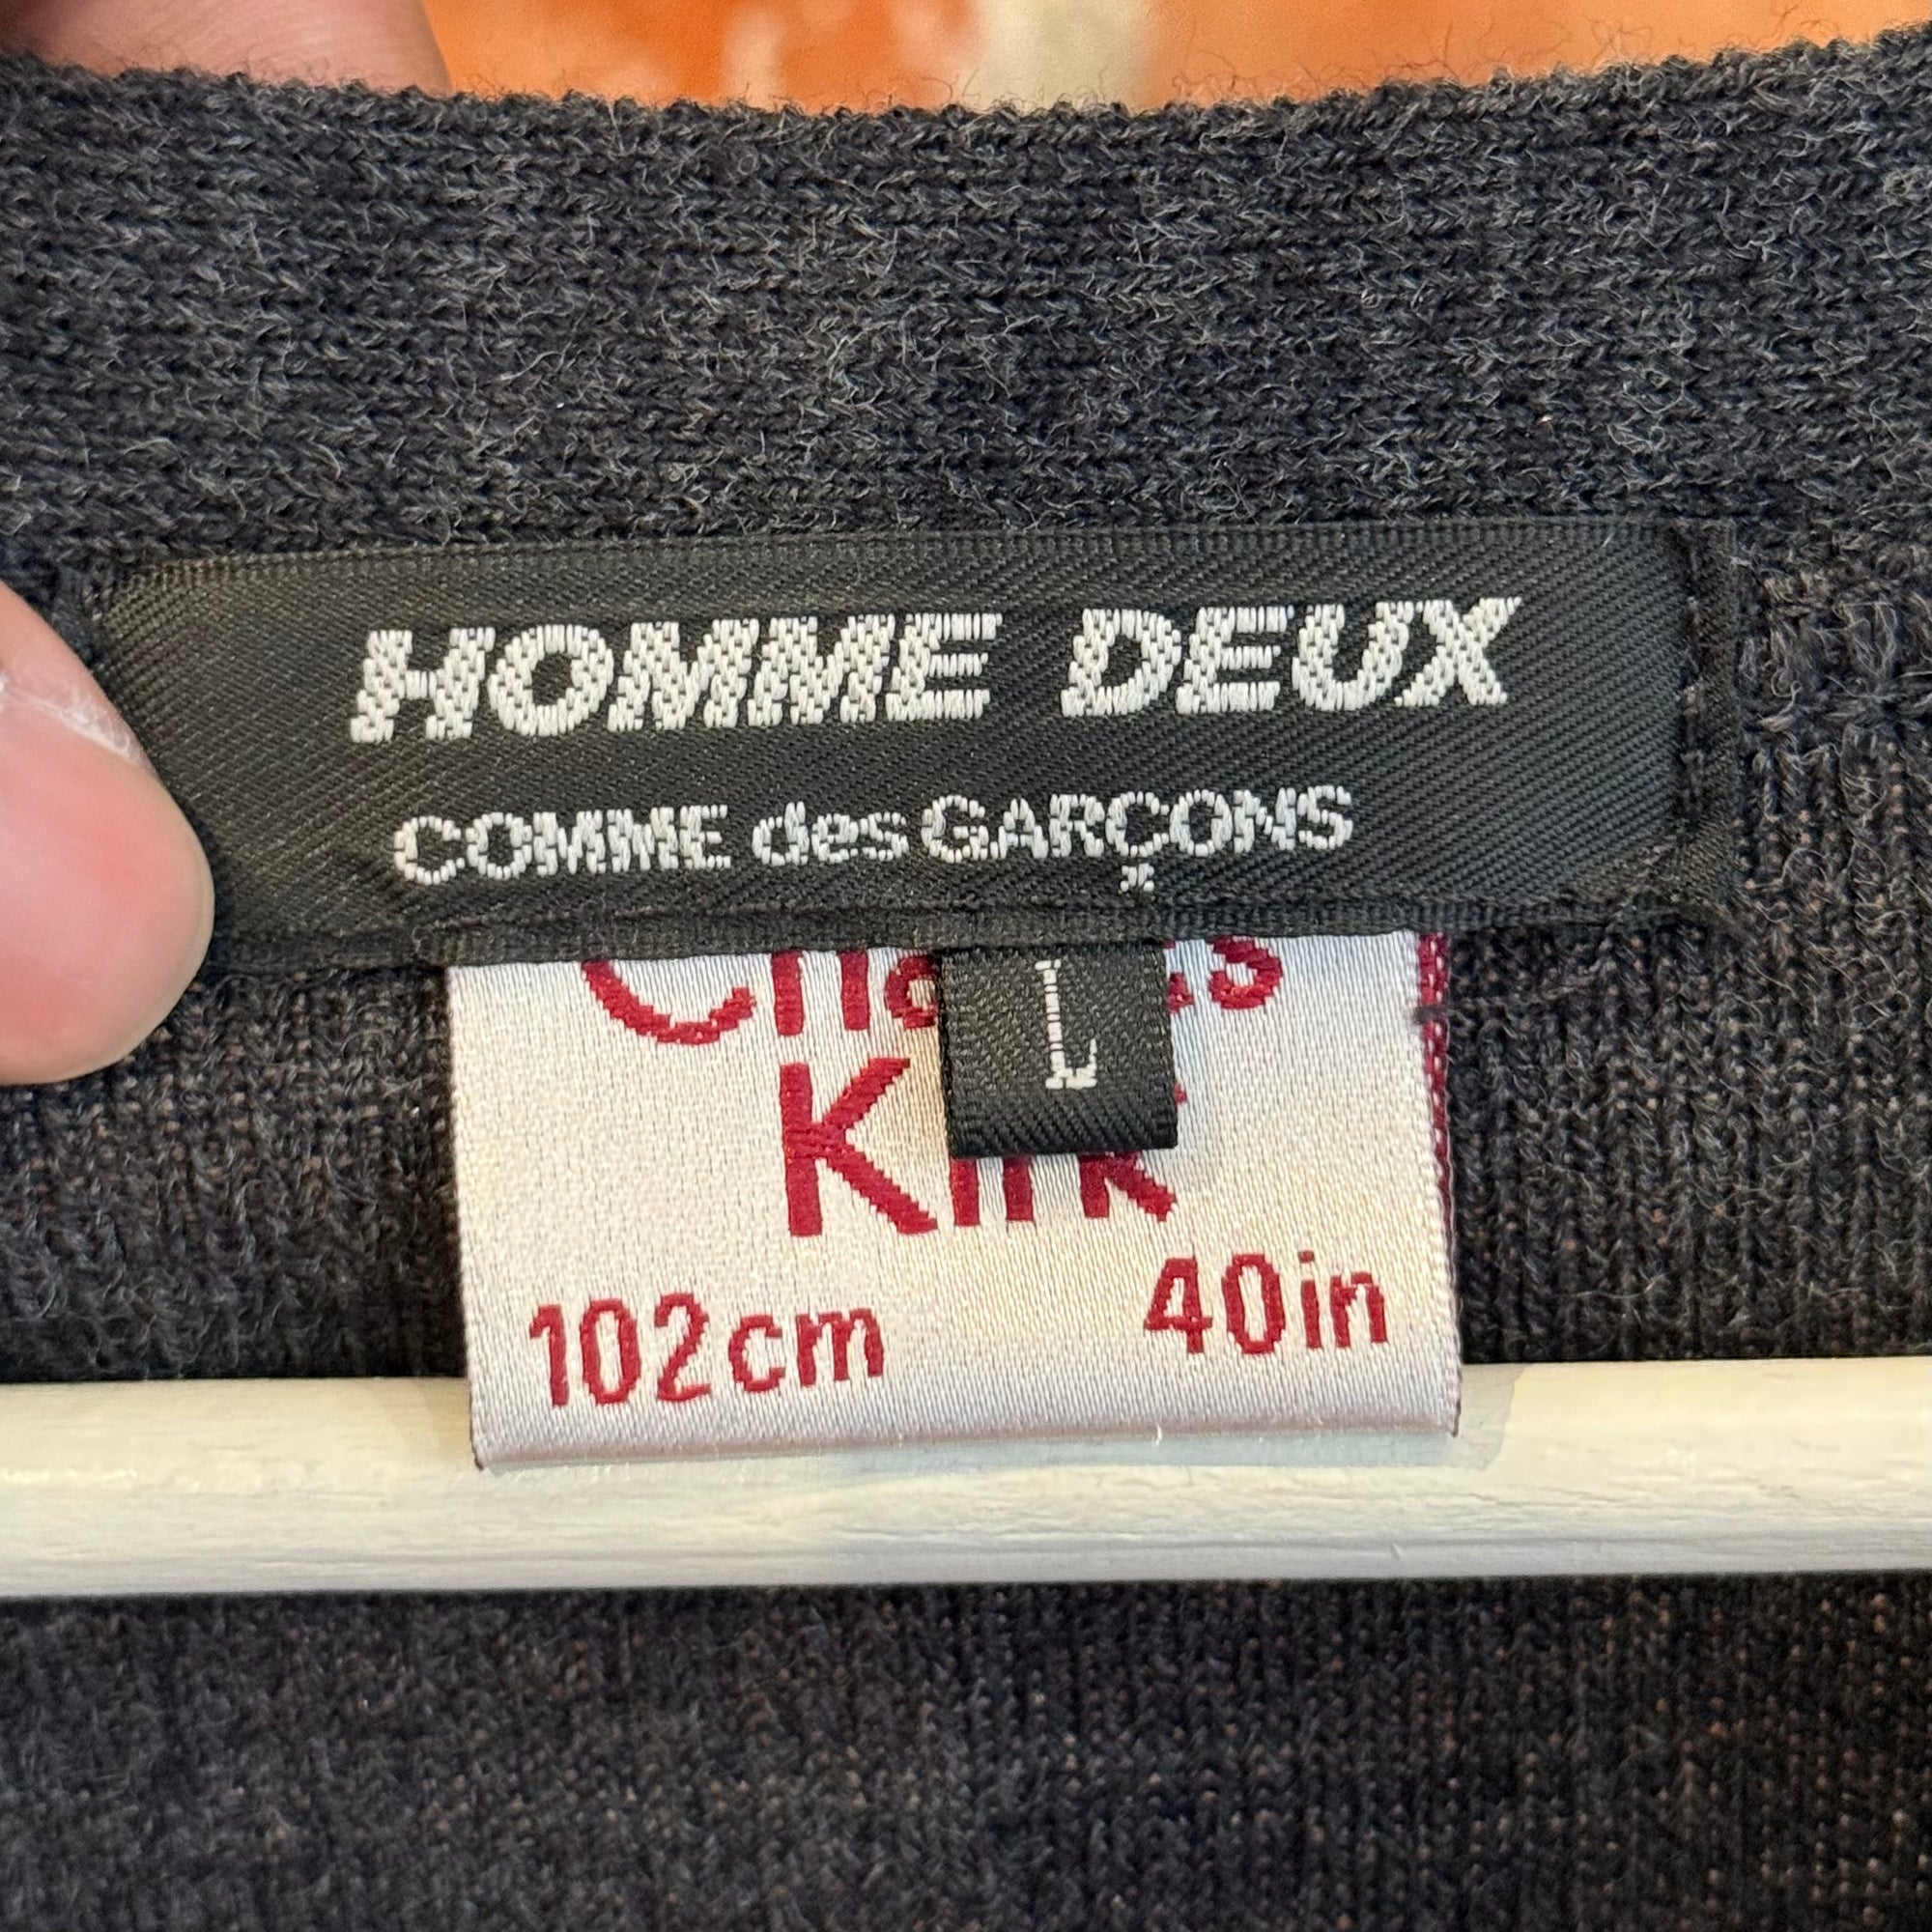 HOMME DEUX
COMME des GARÇONS
L
102cm 40in